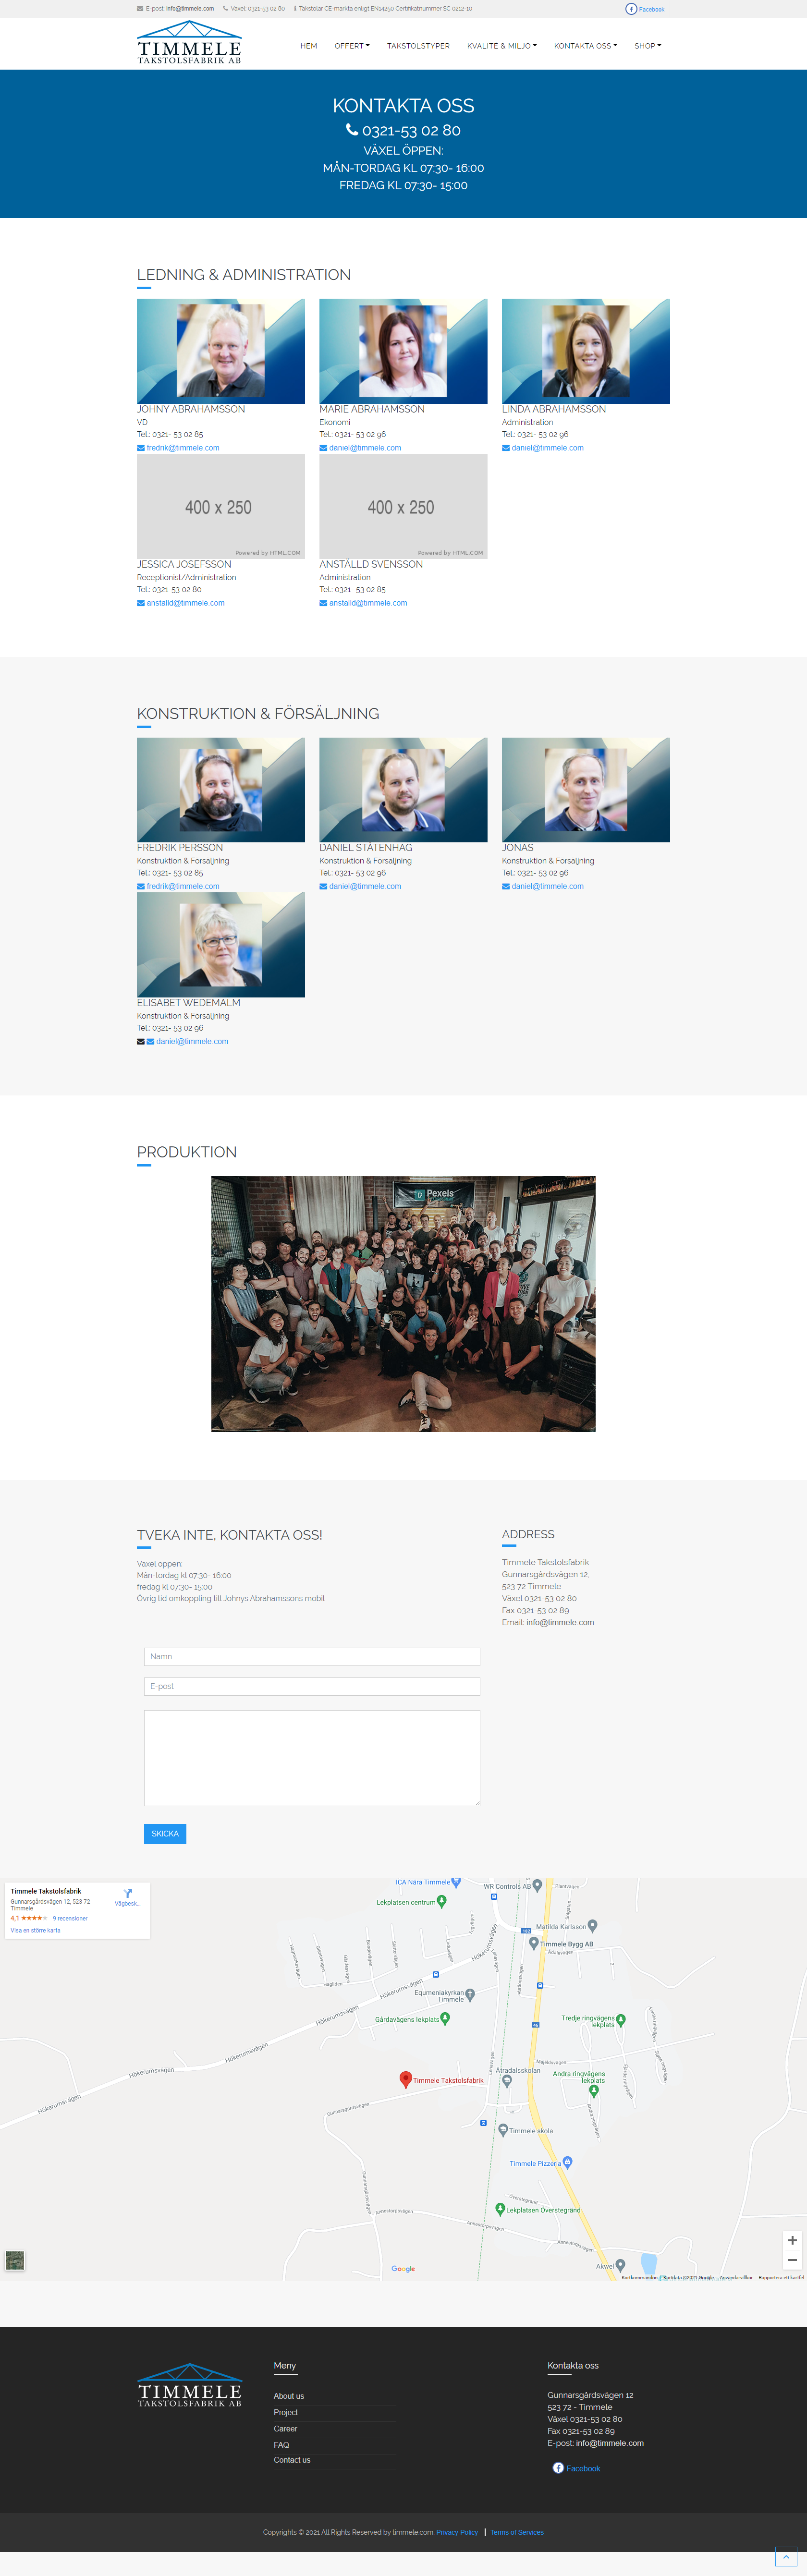 E-post: info@timmele.com Växel: 0321-53 02 80 Takstolar CE-märkta enligt EN14250 Certifikatnummer SC 0212-10 Facebook
TIMMELE
TAKSTOLSFABRIK AB
HEM OFFERT TAKSTOLSTYPER KVALITÉ & MILJÖ KONTAKTA OSS SHOP
KONTAKTA OSS
0321-53 02 80
VÄXEL ÖPPEN:
MÅN-TORDAG KL 07:30- 16:00
FREDAG KL 07:30- 15:00
LEDNING & ADMINISTRATION
JOHNY ABRAHAMSSON
VD
Tel.: 0321- 53 02 85
fredrik@timmele.com
MARIE ABRAHAMSSON
Ekonomi
Tel.: 0321- 53 02 96
daniel@timmele.com
LINDA ABRAHAMSSON
Administration
Tel.: 0321- 53 02 96
daniel@timmele.com
400 x 250
Powered by HTML.COM
JESSICA JOSEFSSON
Receptionist/Administration
Tel.: 0321-53 02 80
anstalld@timmele.com
400 x 250
Powered by HTML.COM
ANSTÄLLD SVENSSON
Administration
Tel.: 0321- 53 02 85
anstalld@timmele.com
KONSTRUKTION & FÖRSÄLJNING
FREDRIK PERSSON
Konstruktion & Försäljning
Tel.: 0321- 53 02 85
fredrik@timmele.com
DANIEL STÅTENHAG
Konstruktion & Försäljning
Tel.: 0321- 53 02 96
daniel@timmele.com
JONAS
Konstruktion & Försäljning
Tel.: 0321- 53 02 96
daniel@timmele.com
ELISABET WEDEMALM
Konstruktion & Försäljning
Tel.: 0321- 53 02 96
daniel@timmele.com
PRODUKTION
Pexels
TVEKA INTE, KONTAKTA OSS!
Växel öppen:
Mån-tordag kl 07:30- 16:00
fredag kl 07:30- 15:00
Övrig tid omkoppling till Johnys Abrahamssons mobil
ADDRESS
Timmele Takstolsfabrik
Gunnarsgårdsvägen 12,
523 72 Timmele
Växel 0321-53 02 80
Fax 0321-53 02 89
Email: info@timmele.com
Namn
E-post
SKICKA
Timmele Takstolsfabrik
Gunnarsgårdsvägen 12, 523 72
Timmele
Vägbesk...
4,1 9 recensioner
Visa en större karta
ICA Nära Timmele
WR Controls AB
Plantvägen
Lekplatsen centrum
Matilda Karlsson
Timmele Bygg AB
Hökerumsvägen
Equmeniakyrkan
Timmele
Gårdavägens lekplats
Tredje ringvägens
lekplats
Hökerumsvägen
Hökerumsvägen
Hökerumsvägen
Hökerumsvägen
Ätradalsskolan
Andra ringvägens
lekplats
Timmele Takstolsfabrik
Gunnarsgårdsvägen
Timmele skola
Timmele Pizzeria
Lekplatsen Överstegränd
Annestorpsvägen
Akwel
Google
Kortkommandon Kartdata ©2021 Google Användarvillkor Rapportera ett kartfel
TIMMELE
TAKSTOLSFABRIK AB
Meny
About us
Project
Career
FAQ
Contact us
Kontakta oss
Gunnarsgårdsvägen 12
523 72 - Timmele
Växel 0321-53 02 80
Fax 0321-53 02 89
E-post: info@timmele.com
Facebook
Copyrights © 2021 All Rights Reserved by timmele.com. Privacy Policy | Terms of Services